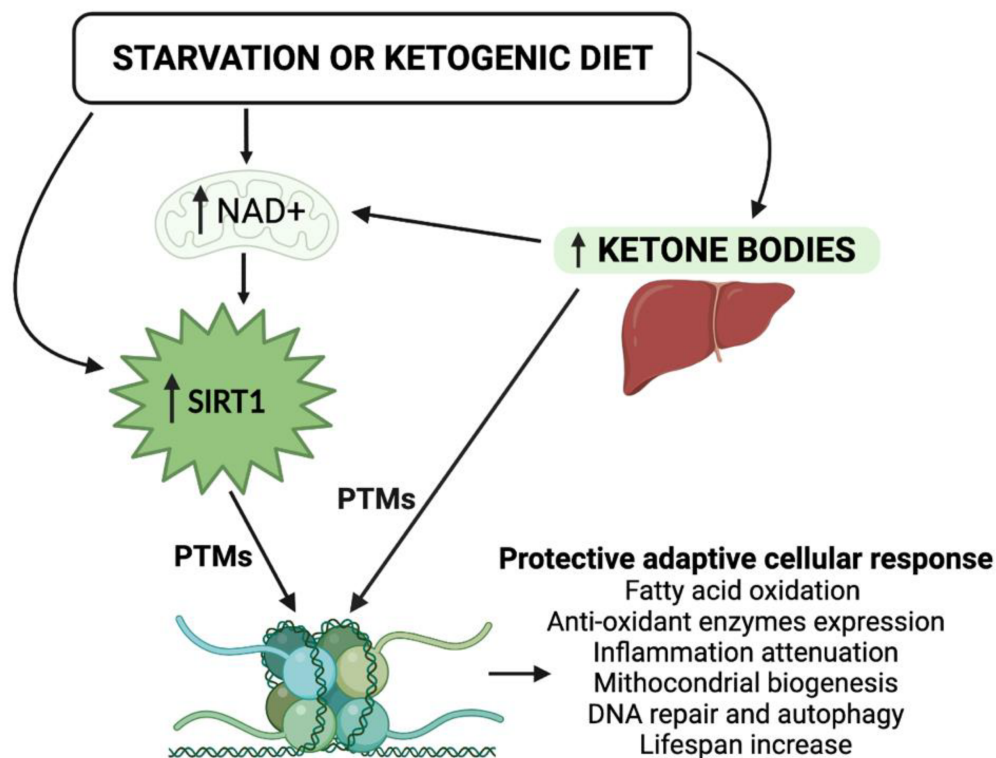 STARVATION OR KETOGENIC DIET
NAD+
KETONE BODIES
SIRT1
PTMs
PTMs
Protective adaptive cellular response
Fatty acid oxidation
Anti-oxidant enzymes expression
Inflammation attenuation
Mithocondrial biogenesis
DNA repair and autophagy
Lifespan increase